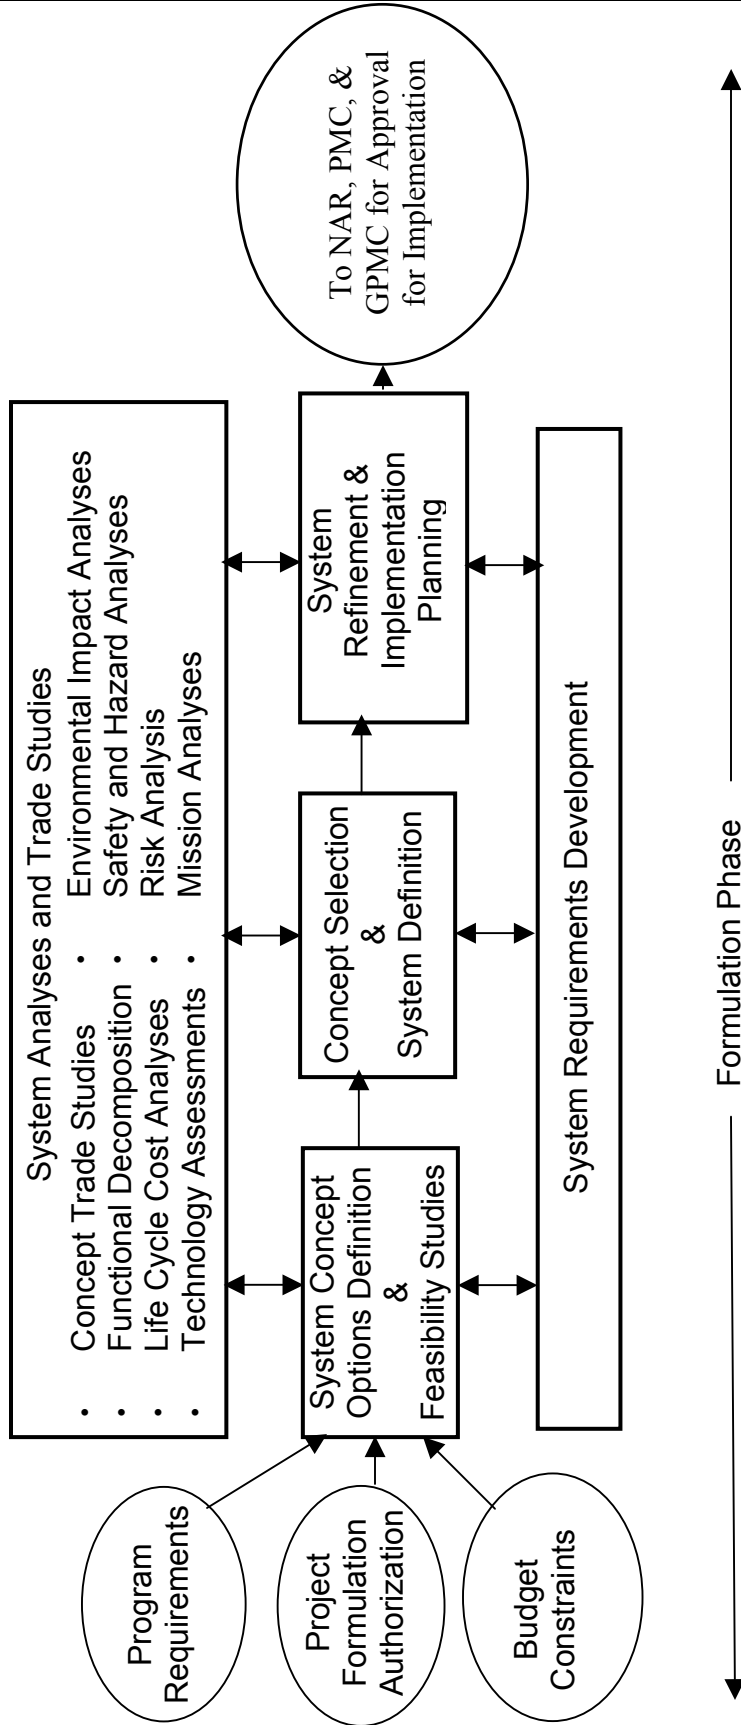 Program
Requirements
Project
Formulation
Authorization
Budget
Constraints
System Analyses and Trade Studies
• Concept Trade Studies
• Functional Decomposition
• Life Cycle Cost Analyses
• Technology Assessments
• Environmental Impact Analyses
• Safety and Hazard Analyses
• Risk Analysis
• Mission Analyses
System Concept
Options Definition
&
Feasibility Studies
Concept Selection
&
System Definition
System
Refinement &
Implementation
Planning
To NAR, PMC, &
GPMC for Approval
for Implementation
System Requirements Development
Formulation Phase